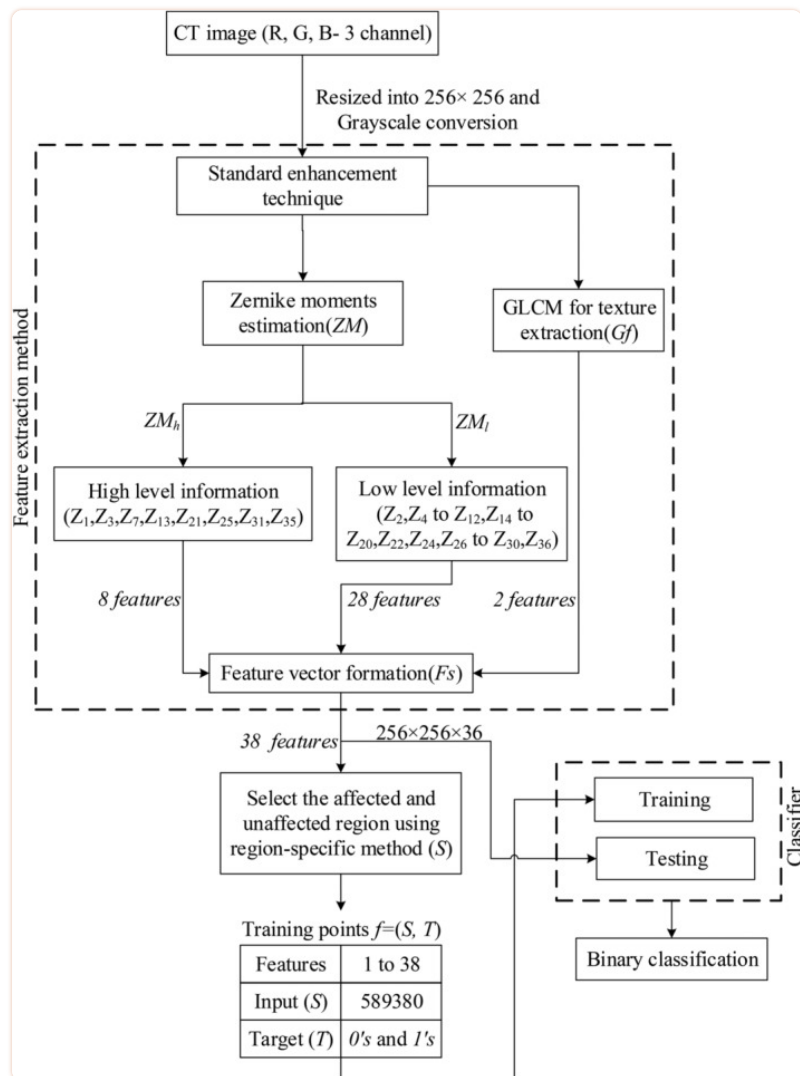 CT image (R, G, B- 3 channel)
Resized into 256× 256 and
Grayscale conversion
Standard enhancement
technique
Feature extraction method
Zernike moments
estimation(ZM)
GLCM for texture
extraction(Gf)
ZMₕ
ZMₗ
High level information
(Z₁,Z₃,Z₇,Z₁₃,Z₂₁,Z₂₅,Z₃₁,Z₃₅)
Low level information
(Z₂,Z₄ to Z₁₂,Z₁₄ to
Z₂₀,Z₂₂,Z₂₄,Z₂₆ to Z₃₀,Z₃₆)
8 features
28 features
2 features
Feature vector formation(Fs)
38 features
256×256×36
Select the affected and
unaffected region using
region-specific method (S)
Training
Testing
Classifier
Binary classification
Training points f=(S, T)
Features 1 to 38
Input (S) 589380
Target (T) 0's and 1's